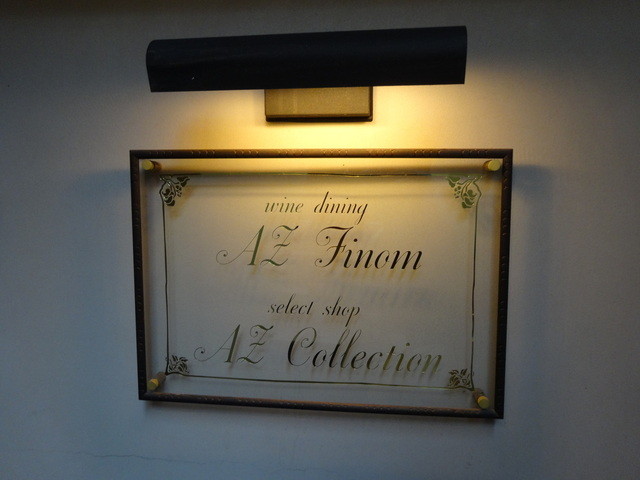 wine dining
AZ Finom
select shop
AZ Collection